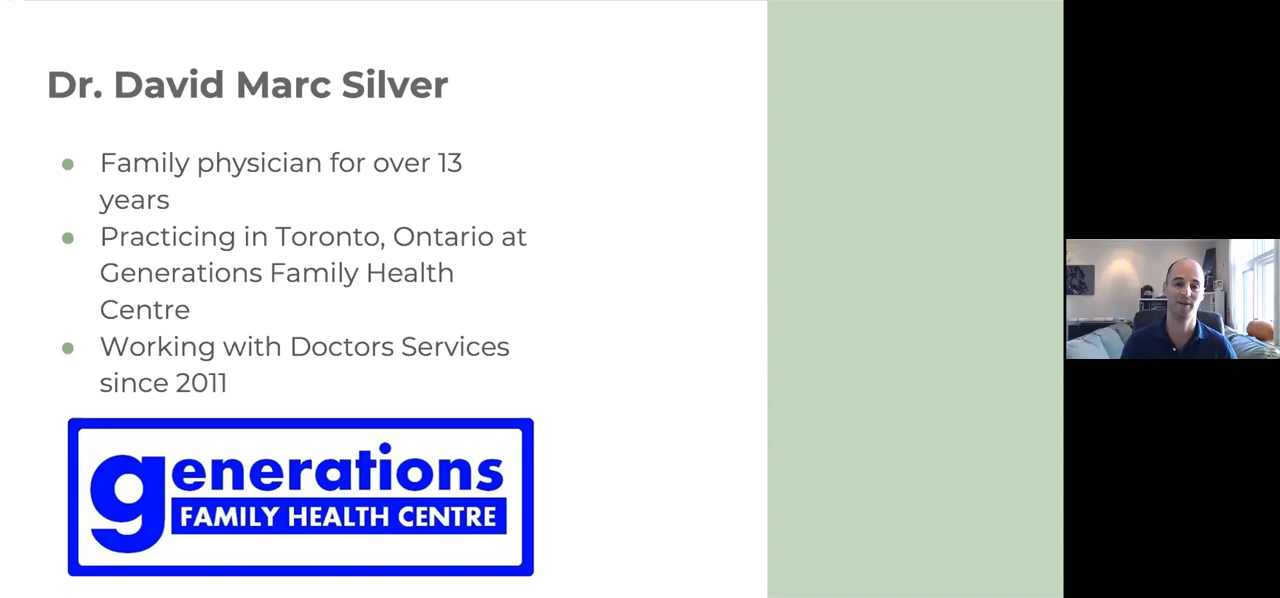 Dr. David Marc Silver
● Family physician for over 13
years
● Practicing in Toronto, Ontario at
Generations Family Health
Centre
● Working with Doctors Services
since 2011
generations
FAMILY HEALTH CENTRE